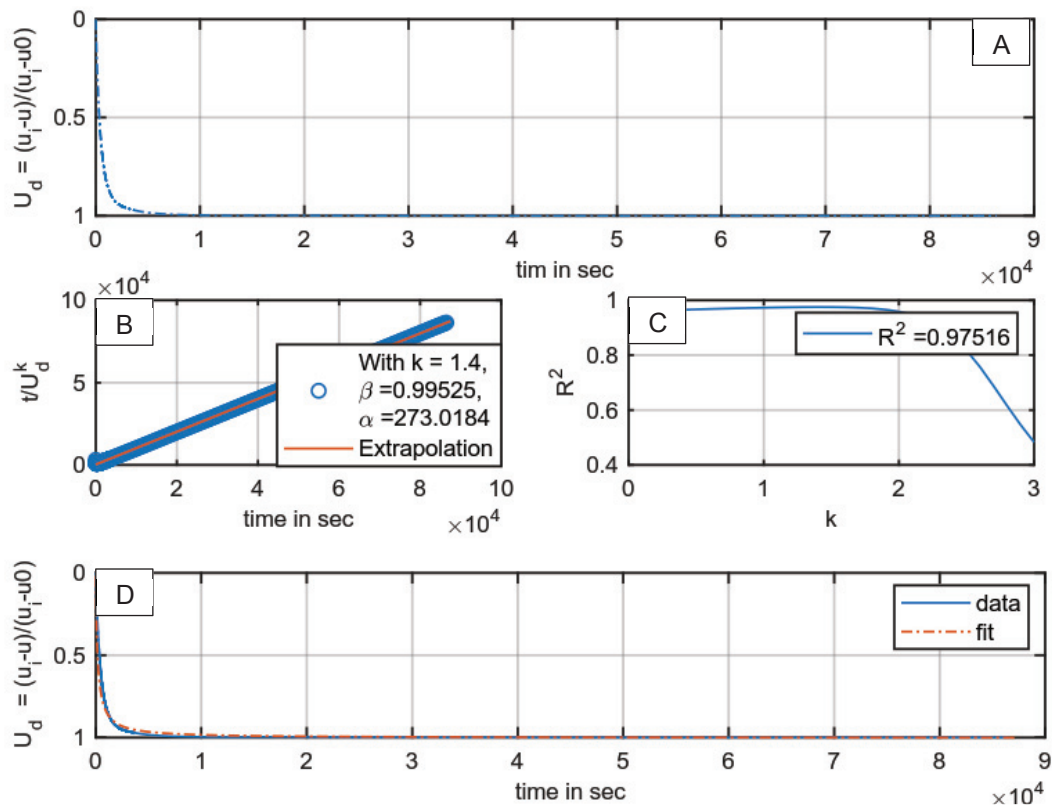 A
U_d = (u_i-u)/(u_i-u0)
0
0.5
1
0 1 2 3 4 5 6 7 8 9
×10^4
tim in sec
B
×10^4
t/U_d^k
10
5
0
With k = 1.4,
β =0.99525,
α =273.0184
Extrapolation
0 2 4 6 8 10
×10^4
time in sec
C
R^2
1
0.8
0.6
0.4
R^2 =0.97516
0 1 2 3
k
D
U_d = (u_i-u)/(u_i-u0)
0
0.5
1
data
fit
0 1 2 3 4 5 6 7 8 9
×10^4
time in sec